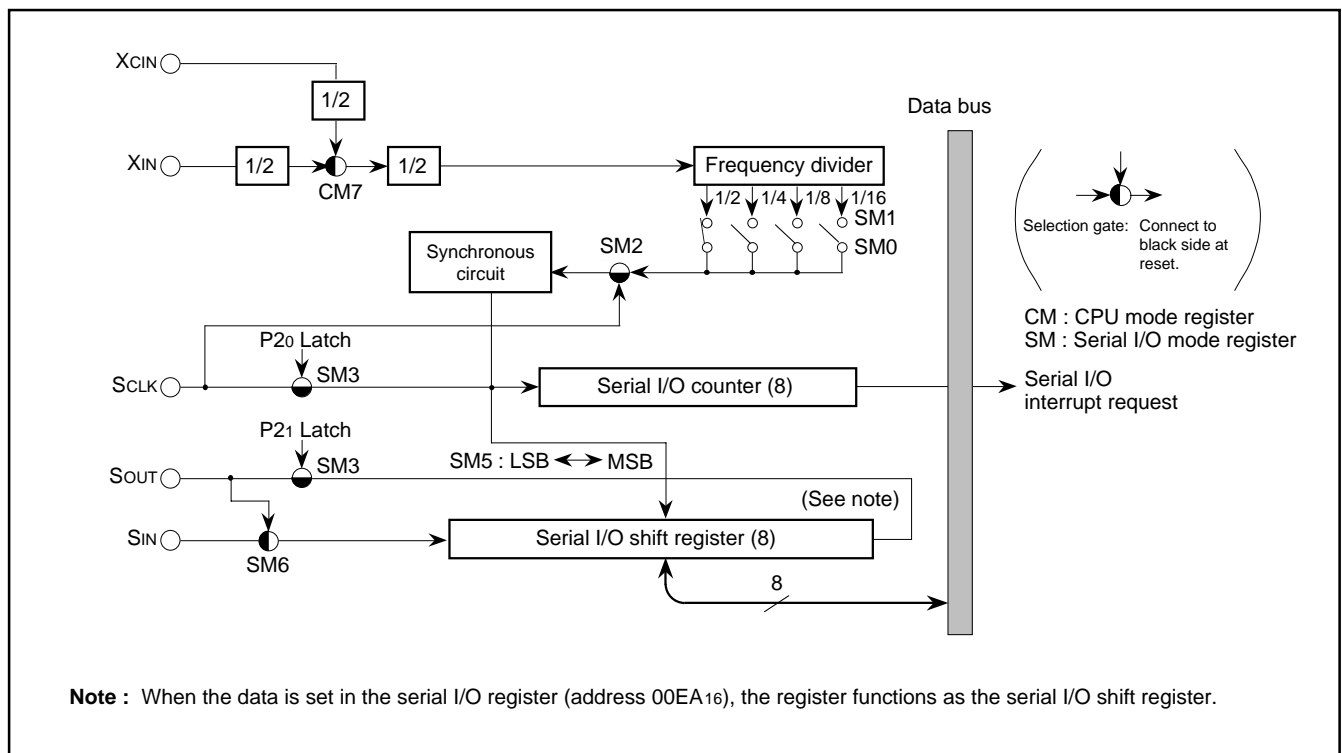 XCIN
1/2
Data bus
XIN
1/2
1/2
Frequency divider
CM7
1/2
1/4
1/8
1/16
SM1
SM0
Selection gate: Connect to
black side at
reset.
Synchronous
circuit
SM2
CM : CPU mode register
SM : Serial I/O mode register
P20 Latch
SCLK
SM3
Serial I/O counter (8)
Serial I/O
interrupt request
P21 Latch
SM5 : LSB
MSB
SOUT
SM3
(See note)
SIN
Serial I/O shift register (8)
SM6
8
Note : When the data is set in the serial I/O register (address 00EA16), the register functions as the serial I/O shift register.